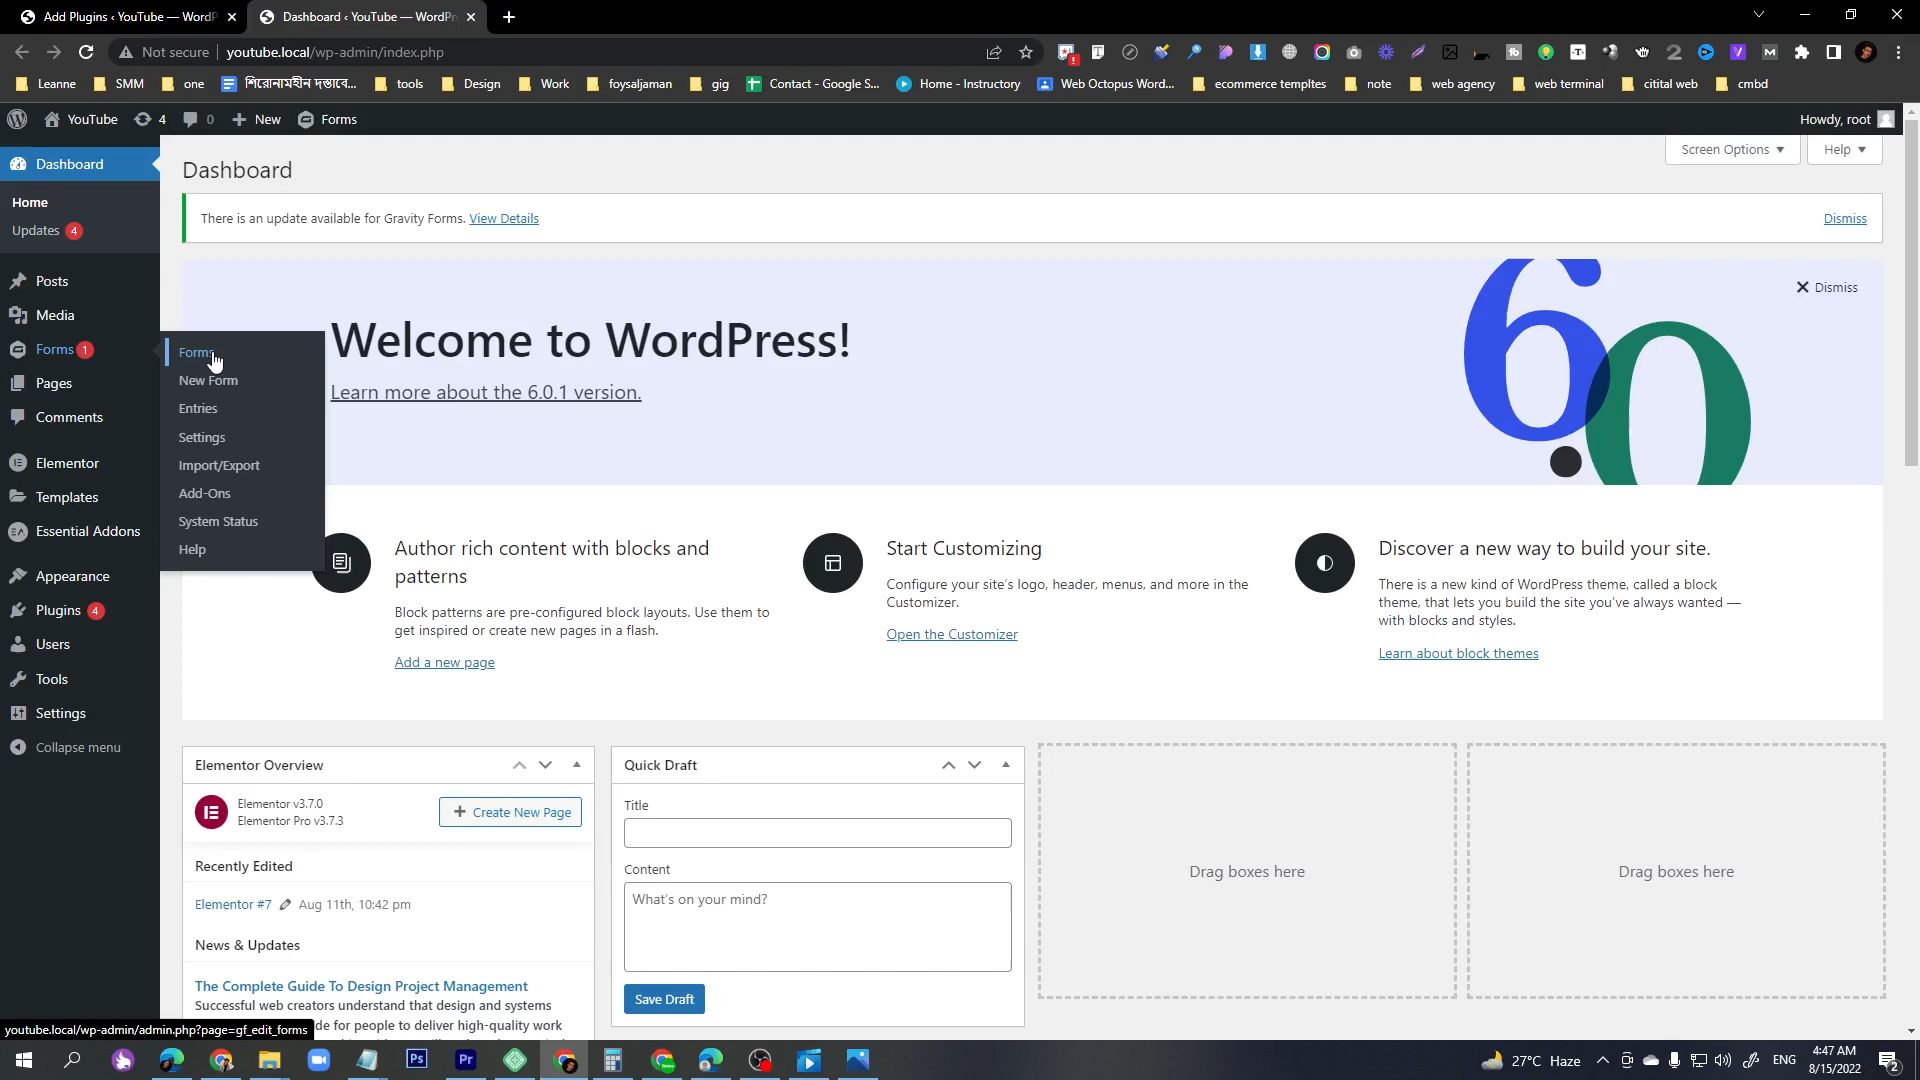 Add Plugins ‹ YouTube — WordP
Dashboard ‹ YouTube — WordPr
Not secure
youtube.local/wp-admin/index.php
Leanne
SMM
one
শিরোনামহীন দস্তাবে...
tools
Design
Work
foysaljaman
gig
Contact - Google S...
Home - Instructory
Web Octopus Word...
ecommerce templtes
note
web agency
web terminal
citital web
cmbd
YouTube
4
0
New
Forms
Howdy, root
Dashboard
Home
Updates 4
Posts
Media
Forms 1
Pages
Comments
Elementor
Templates
Essential Addons
Appearance
Plugins 4
Users
Tools
Settings
Collapse menu
Forms
New Form
Entries
Settings
Import/Export
Add-Ons
System Status
Help
Dashboard
Screen Options
Help
There is an update available for Gravity Forms. View Details
Dismiss
Welcome to WordPress!
Learn more about the 6.0.1 version.
6.0
Dismiss
Author rich content with blocks and
patterns
Block patterns are pre-configured block layouts. Use them to
get inspired or create new pages in a flash.
Add a new page
Start Customizing
Configure your site's logo, header, menus, and more in the
Customizer.
Open the Customizer
Discover a new way to build your site.
There is a new kind of WordPress theme, called a block
theme, that lets you build the site you've always wanted —
with blocks and styles.
Learn about block themes
Elementor Overview
Elementor v3.7.0
Elementor Pro v3.7.3
Create New Page
Recently Edited
Elementor #7
Aug 11th, 10:42 pm
News & Updates
The Complete Guide To Design Project Management
Successful web creators understand that design and systems
de for people to deliver high-quality work
Quick Draft
Title
Content
What's on your mind?
Save Draft
Drag boxes here
Drag boxes here
youtube.local/wp-admin/admin.php?page=gf_edit_forms
Ps
Pr
27°C Haze
ENG
4:47 AM
8/15/2022
2